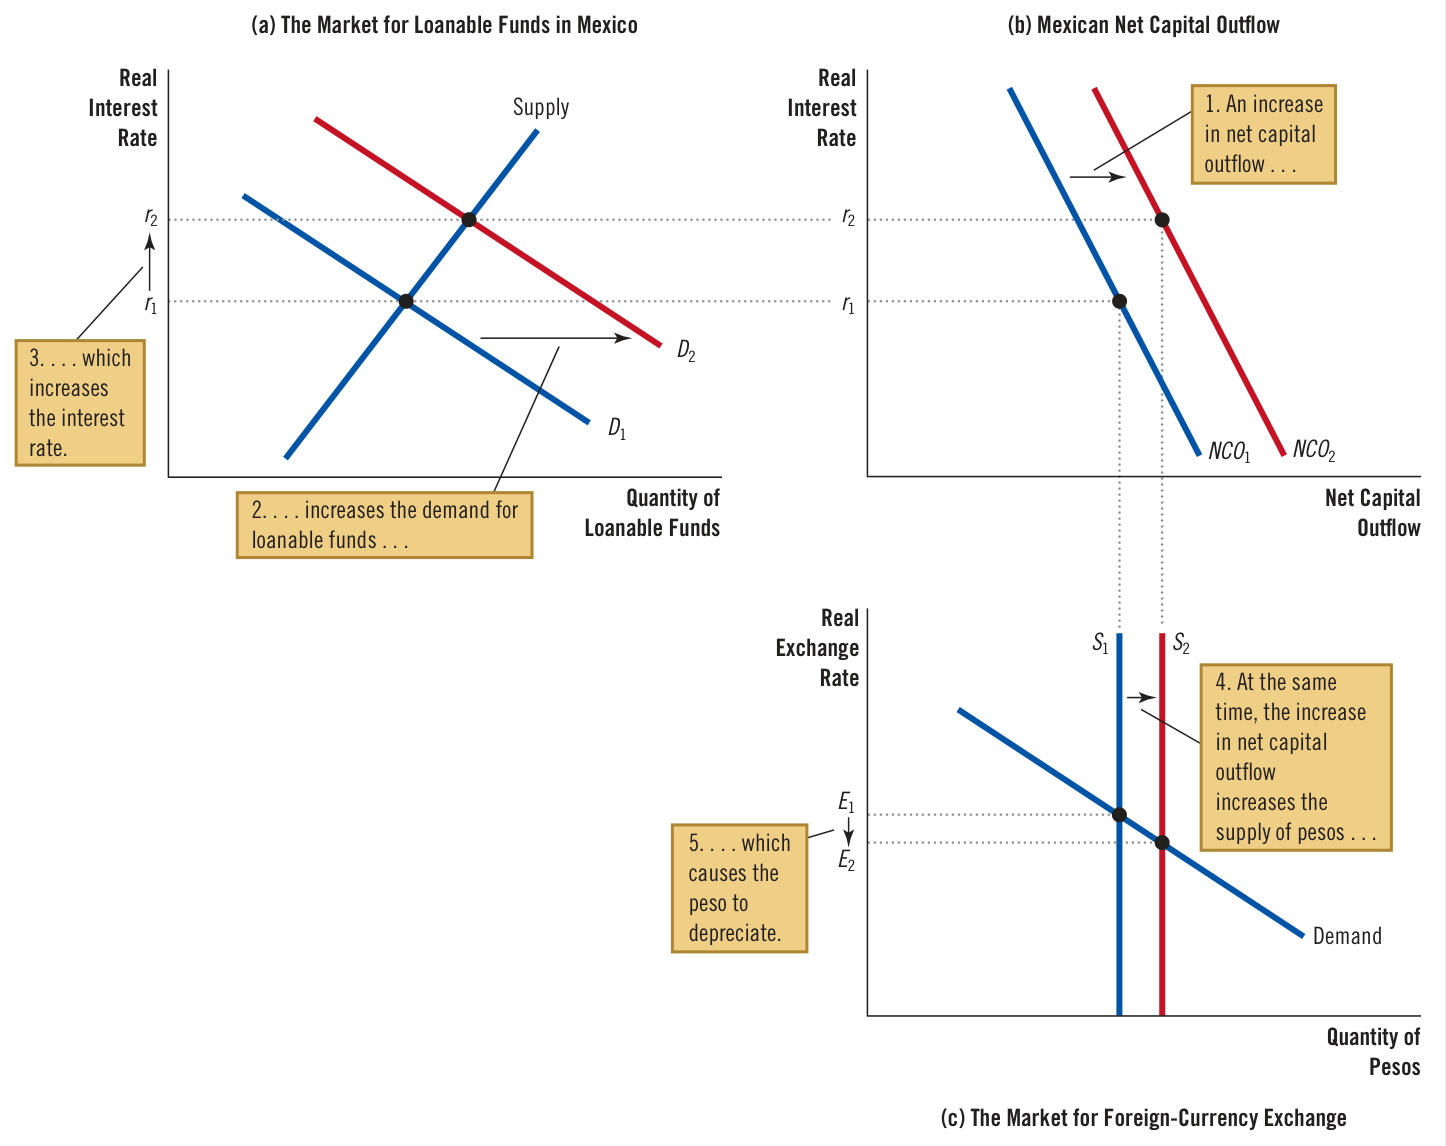 (a) The Market for Loanable Funds in Mexico
Real
Interest
Rate
Supply
r2
r1
3. . . . which
increases
the interest
rate.
D2
D1
2. . . . increases the demand for
loanable funds . . .
Quantity of
Loanable Funds
(b) Mexican Net Capital Outflow
Real
Interest
Rate
1. An increase
in net capital
outflow . . .
r2
r1
NCO1
NCO2
Net Capital
Outflow
Real
Exchange
Rate
S1
S2
4. At the same
time, the increase
in net capital
outflow
increases the
supply of pesos . . .
E1
E2
5. . . . which
causes the
peso to
depreciate.
Demand
Quantity of
Pesos
(c) The Market for Foreign-Currency Exchange